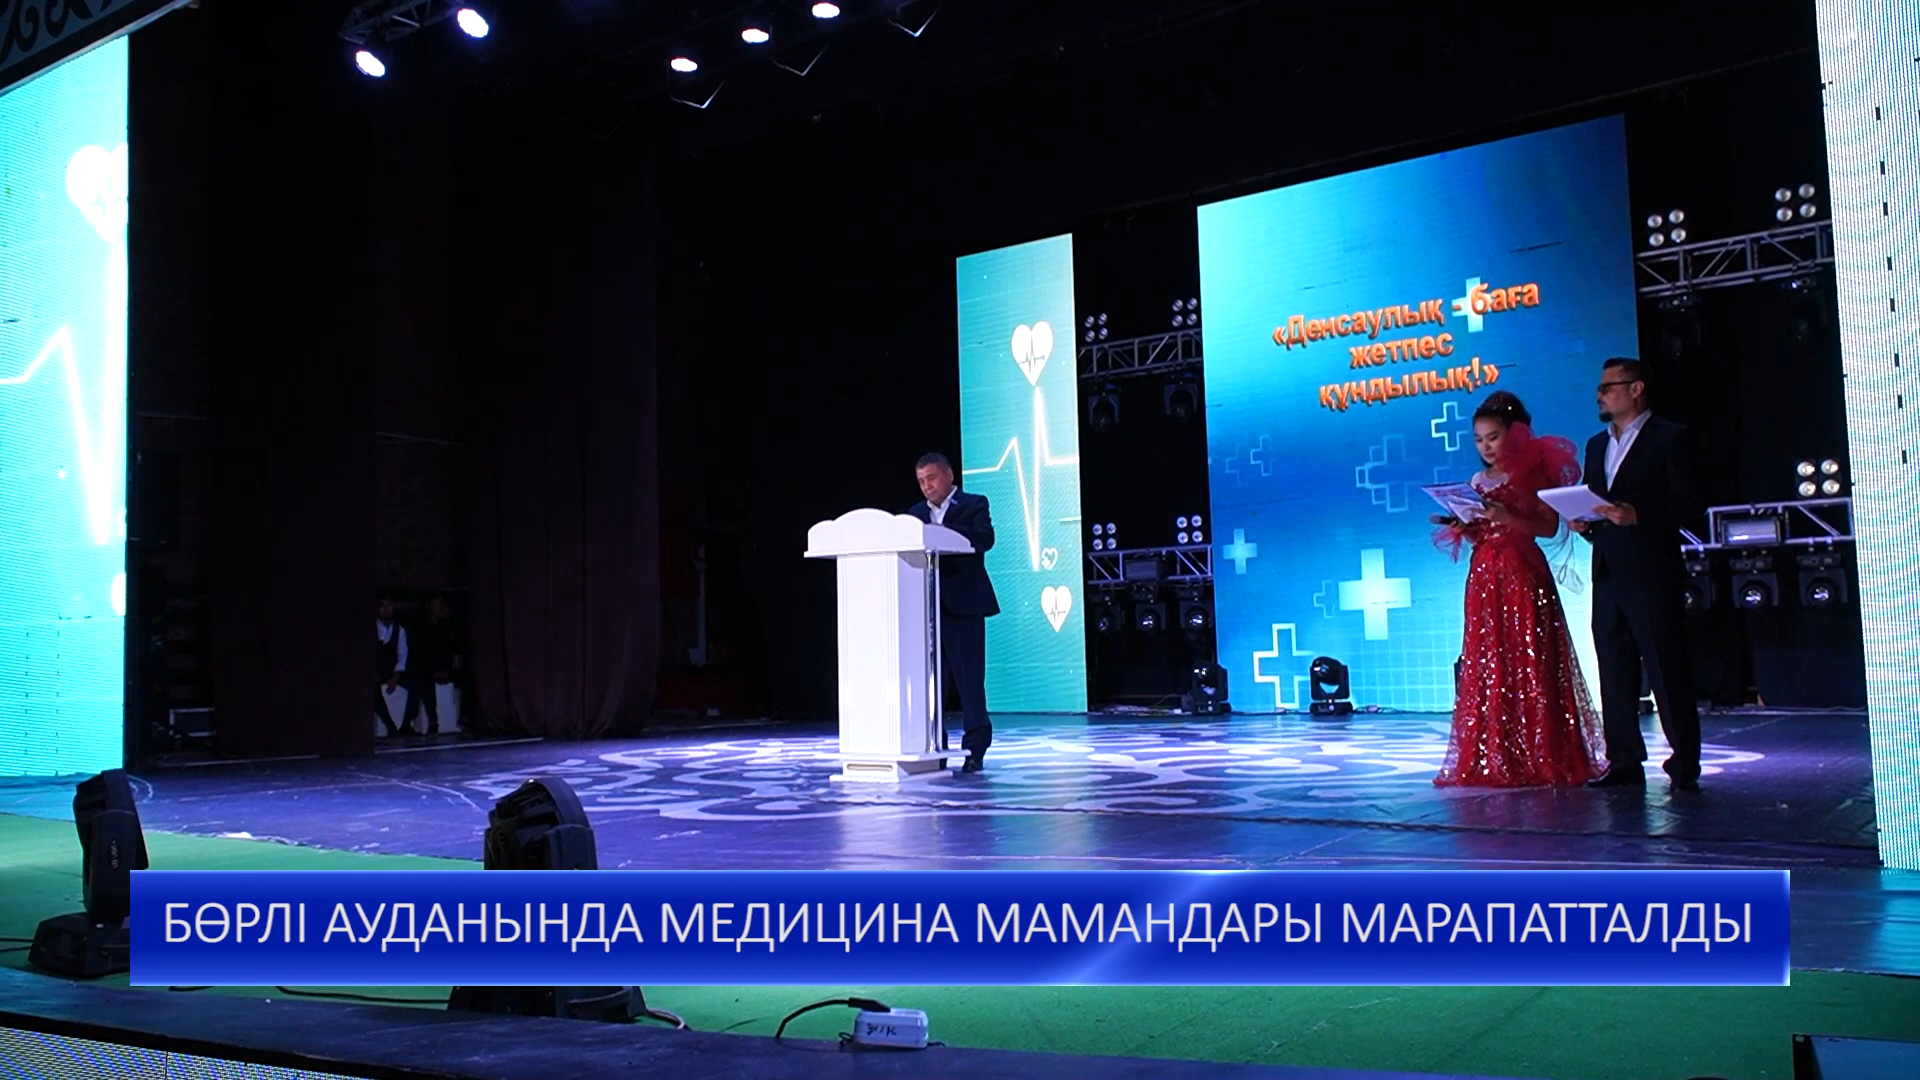 «Денсаулық - баға
жетпес
құндылық!»
БӨРЛІ АУДАНЫНДА МЕДИЦИНА МАМАНДАРЫ МАРАПАТТАЛДЫ